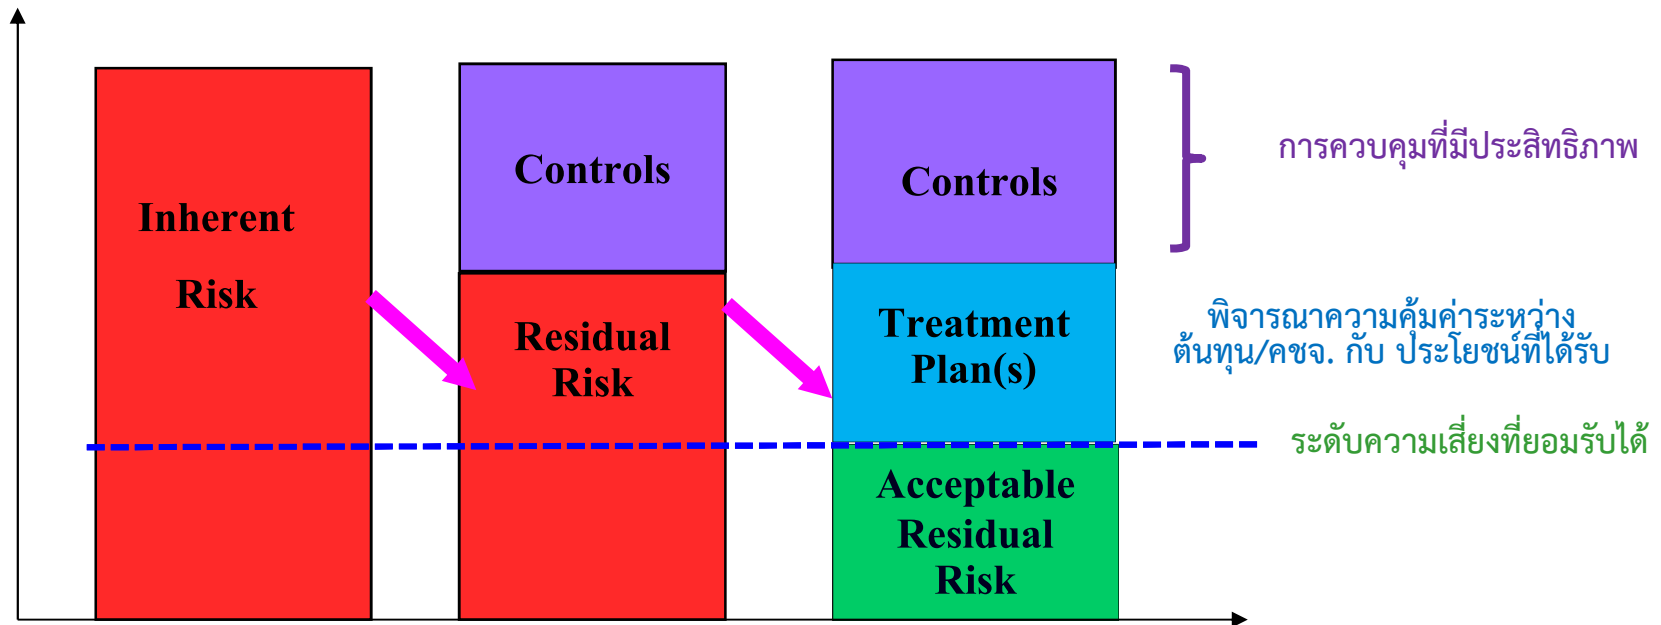 Inherent
Risk
Controls
Residual
Risk
Controls
Treatment
Plan(s)
Acceptable
Residual
Risk
การควบคุมที่มีประสิทธิภาพ
พิจารณาความคุ้มค่าระหว่าง
ต้นทุน/คชจ. กับ ประโยชน์ที่ได้รับ
ระดับความเสี่ยงที่ยอมรับได้